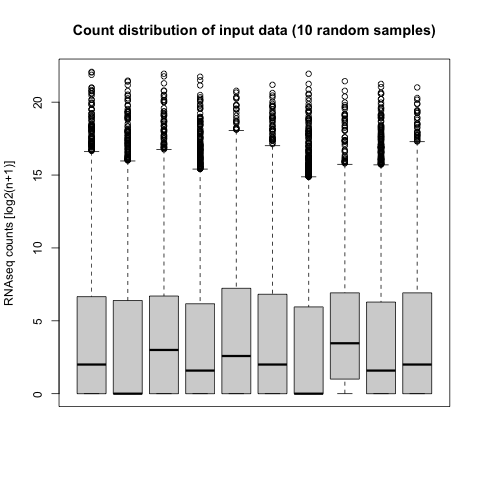 Count distribution of input data (10 random samples)
RNAseq counts [log2(n+1)]
20
15
10
5
0